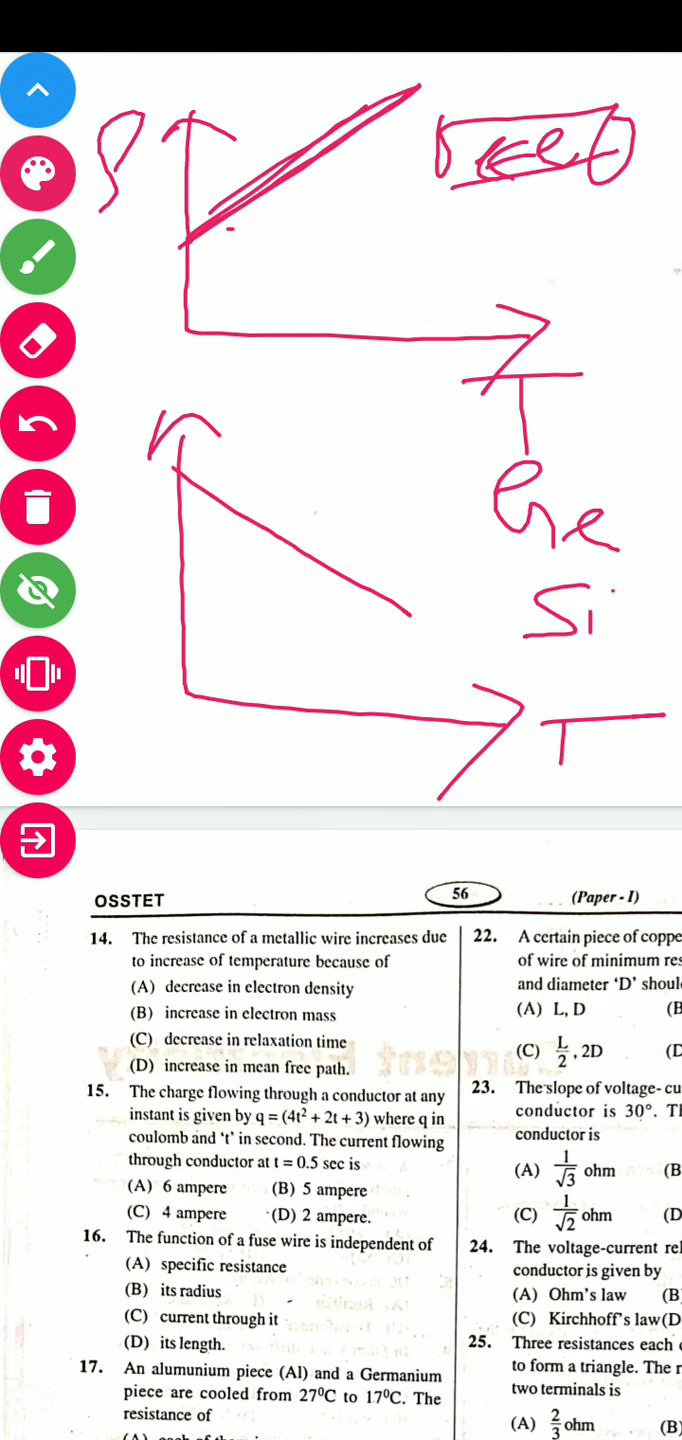 ρ
T
Ge
Si
T
OSSTET
56
(Paper - I)
14. The resistance of a metallic wire increases due
to increase of temperature because of
(A) decrease in electron density
(B) increase in electron mass
(C) decrease in relaxation time
(D) increase in mean free path.
15. The charge flowing through a conductor at any
instant is given by q = (4t² + 2t + 3) where q in
coulomb and 't' in second. The current flowing
through conductor at t = 0.5 sec is
(A) 6 ampere (B) 5 ampere
(C) 4 ampere (D) 2 ampere.
16. The function of a fuse wire is independent of
(A) specific resistance
(B) its radius
(C) current through it
(D) its length.
17. An alumunium piece (Al) and a Germanium
piece are cooled from 27⁰C to 17⁰C. The
resistance of
22. A certain piece of coppe
of wire of minimum res
and diameter 'D' shoul
(A) L, D (B
(C) L/2, 2D (D
23. The slope of voltage- cu
conductor is 30°. Th
conductor is
(A) 1/√3 ohm (B
(C) 1/√2 ohm (D
24. The voltage-current rel
conductor is given by
(A) Ohm's law (B)
(C) Kirchhoff's law (D
25. Three resistances each
to form a triangle. The r
two terminals is
(A) 2/3 ohm (B)